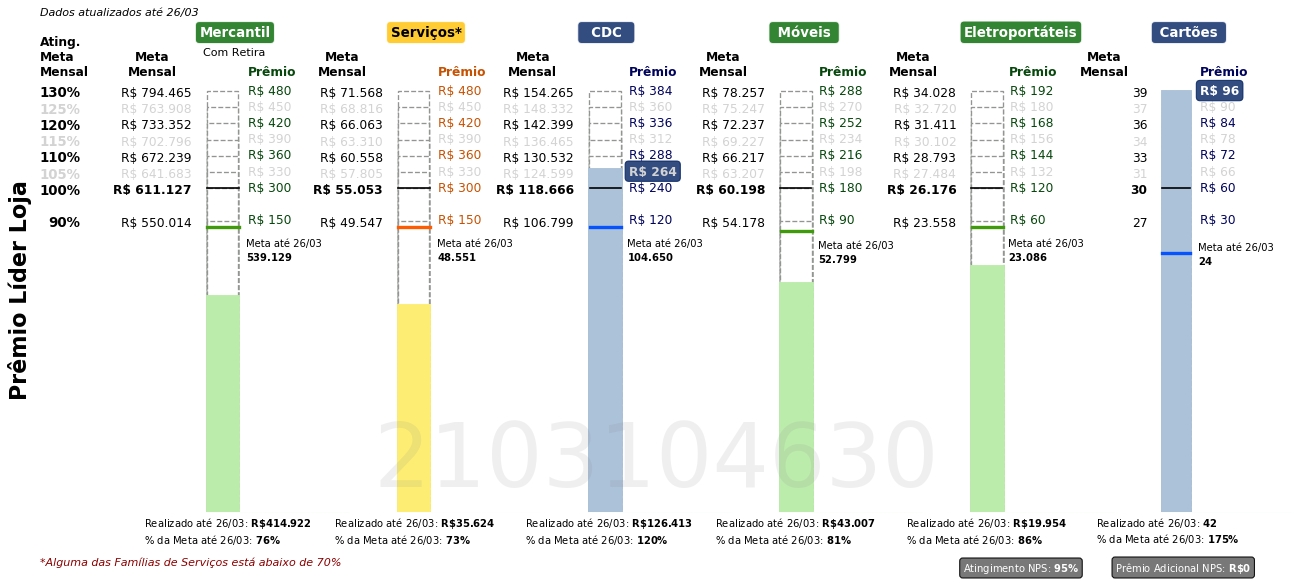 Dados atualizados até 26/03
Mercantil Serviços* CDC Móveis Eletroportáteis Cartões
Com Retira
Ating. Meta Mensal
Meta Mensal Prêmio Meta Mensal Prêmio Meta Mensal Prêmio Meta Mensal Prêmio Meta Mensal Prêmio Meta Mensal Prêmio
130% R$ 794.465 R$ 480 R$ 71.568 R$ 480 R$ 154.265 R$ 384 R$ 78.257 R$ 288 R$ 34.028 R$ 192 39 R$ 96
125% R$ 763.908 R$ 450 R$ 68.816 R$ 450 R$ 148.332 R$ 360 R$ 75.247 R$ 270 R$ 32.720 R$ 180 37 R$ 90
120% R$ 733.352 R$ 420 R$ 66.063 R$ 420 R$ 142.399 R$ 336 R$ 72.237 R$ 252 R$ 31.411 R$ 168 36 R$ 84
115% R$ 702.796 R$ 390 R$ 63.310 R$ 390 R$ 136.465 R$ 312 R$ 69.227 R$ 234 R$ 30.102 R$ 156 34 R$ 78
110% R$ 672.239 R$ 360 R$ 60.558 R$ 360 R$ 130.532 R$ 288 R$ 66.217 R$ 216 R$ 28.793 R$ 144 33 R$ 72
105% R$ 641.683 R$ 330 R$ 57.805 R$ 330 R$ 124.599 R$ 264 R$ 63.207 R$ 198 R$ 27.484 R$ 132 31 R$ 66
100% R$ 611.127 R$ 300 R$ 55.053 R$ 300 R$ 118.666 R$ 240 R$ 60.198 R$ 180 R$ 26.176 R$ 120 30 R$ 60
90% R$ 550.014 R$ 150 R$ 49.547 R$ 150 R$ 106.799 R$ 120 R$ 54.178 R$ 90 R$ 23.558 R$ 60 27 R$ 30
Meta até 26/03 Meta até 26/03 Meta até 26/03 Meta até 26/03 Meta até 26/03 Meta até 26/03
539.129 48.551 104.650 52.799 23.086 24
Prêmio Líder Loja
2103104630
Realizado até 26/03: R$414.922 Realizado até 26/03: R$35.624 Realizado até 26/03: R$126.413 Realizado até 26/03: R$43.007 Realizado até 26/03: R$19.954 Realizado até 26/03: 42
% da Meta até 26/03: 76% % da Meta até 26/03: 73% % da Meta até 26/03: 120% % da Meta até 26/03: 81% % da Meta até 26/03: 86% % da Meta até 26/03: 175%
*Alguma das Famílias de Serviços está abaixo de 70%
Atingimento NPS: 95% Prêmio Adicional NPS: R$0